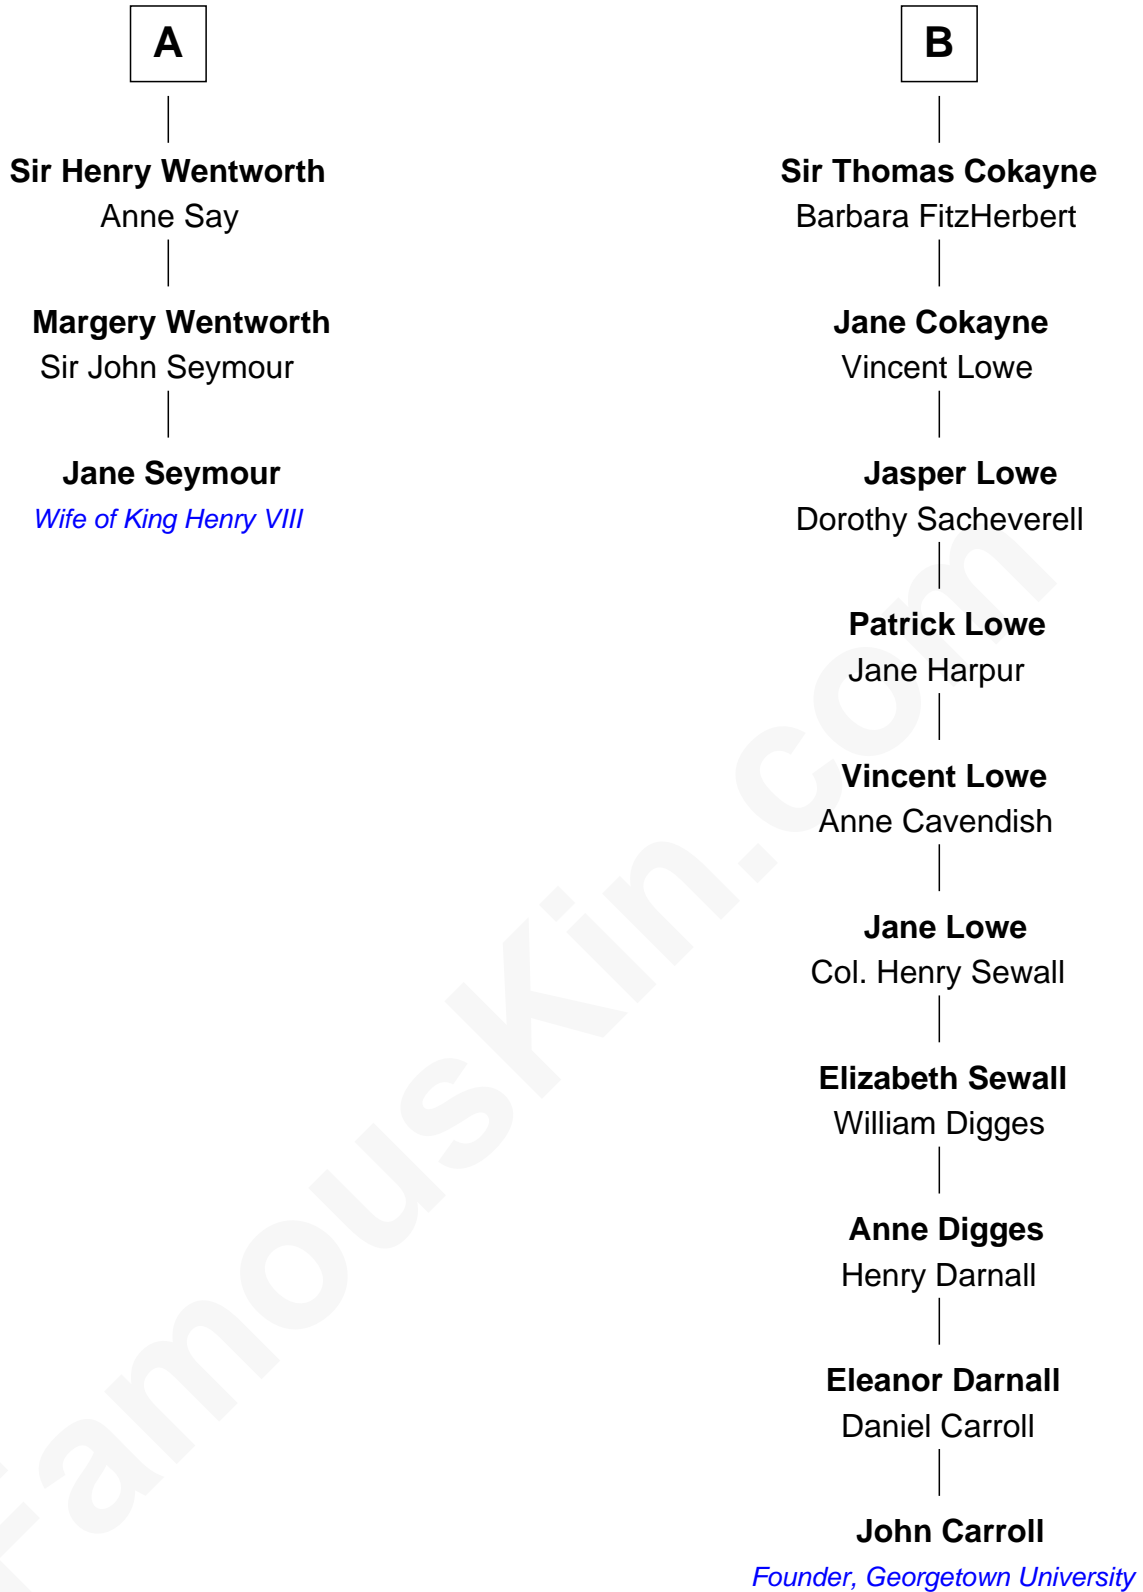 A
Sir Henry Wentworth
Anne Say
Margery Wentworth
Sir John Seymour
Jane Seymour
Wife of King Henry VIII
B
Sir Thomas Cokayne
Barbara FitzHerbert
Jane Cokayne
Vincent Lowe
Jasper Lowe
Dorothy Sacheverell
Patrick Lowe
Jane Harpur
Vincent Lowe
Anne Cavendish
Jane Lowe
Col. Henry Sewall
Elizabeth Sewall
William Digges
Anne Digges
Henry Darnall
Eleanor Darnall
Daniel Carroll
John Carroll
Founder, Georgetown University
FamousKin.com